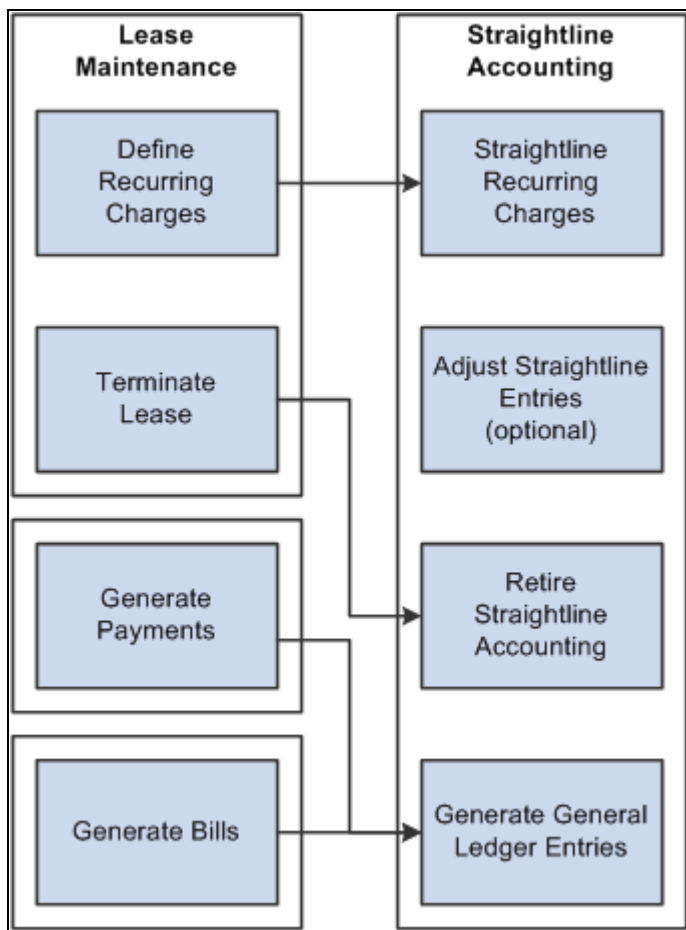 Lease
Maintenance
Define
Recurring
Charges
Terminate
Lease
Generate
Payments
Generate Bills
Straightline
Accounting
Straightline
Recurring
Charges
Adjust Straightline
Entries
(optional)
Retire
Straightline
Accounting
Generate General
Ledger Entries